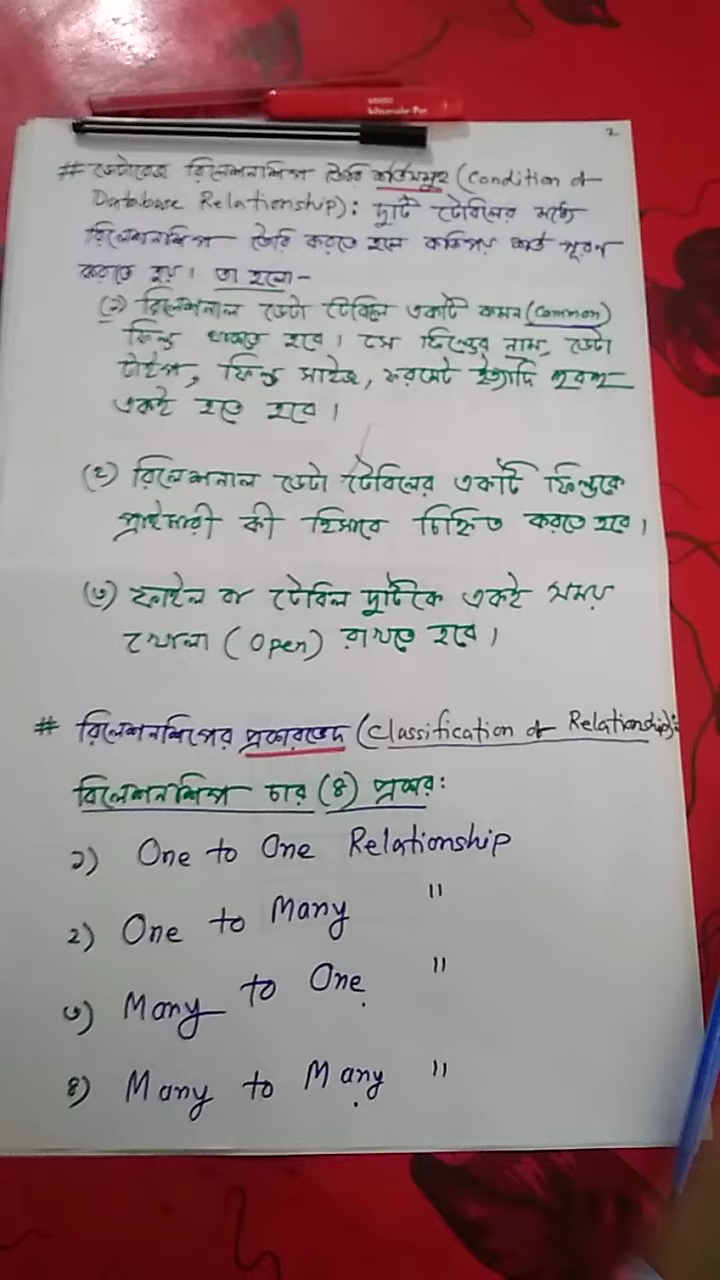 ২
# ডেটাবেজ রিলেশনশিপ তৈরি শর্তসমূহ (Condition of
Database Relationship): দুটি টেবিলের মধ্যে
রিলেশনশিপ তৈরি করতে হলে কতিপয় শর্ত পূরণ
করতে হয়। তা হলো-
(১) রিলেশনাল ডেটা টেবিলে একটি কমন (Common)
ফিল্ড থাকতে হবে। সে ফিল্ডের নাম, ডেটা
টাইপ, ফিল্ড সাইজ, ফরমেট ইত্যাদি হুবহু
একই হতে হবে।
(২) রিলেশনাল ডেটা টেবিলের একটি ফিল্ডকে
প্রাইমারী কী হিসাবে চিহ্নিত করতে হবে।
(৩) ফাইল বা টেবিল দুটিকে একই সময়
খোলা (Open) রাখতে হবে।
# রিলেশনশিপের প্রকারভেদ (Classification of Relationship):
রিলেশনশিপ চার (৪) প্রকার:
১) One to One Relationship
২) One to Many "
৩) Many to One "
৪) Many to Many "